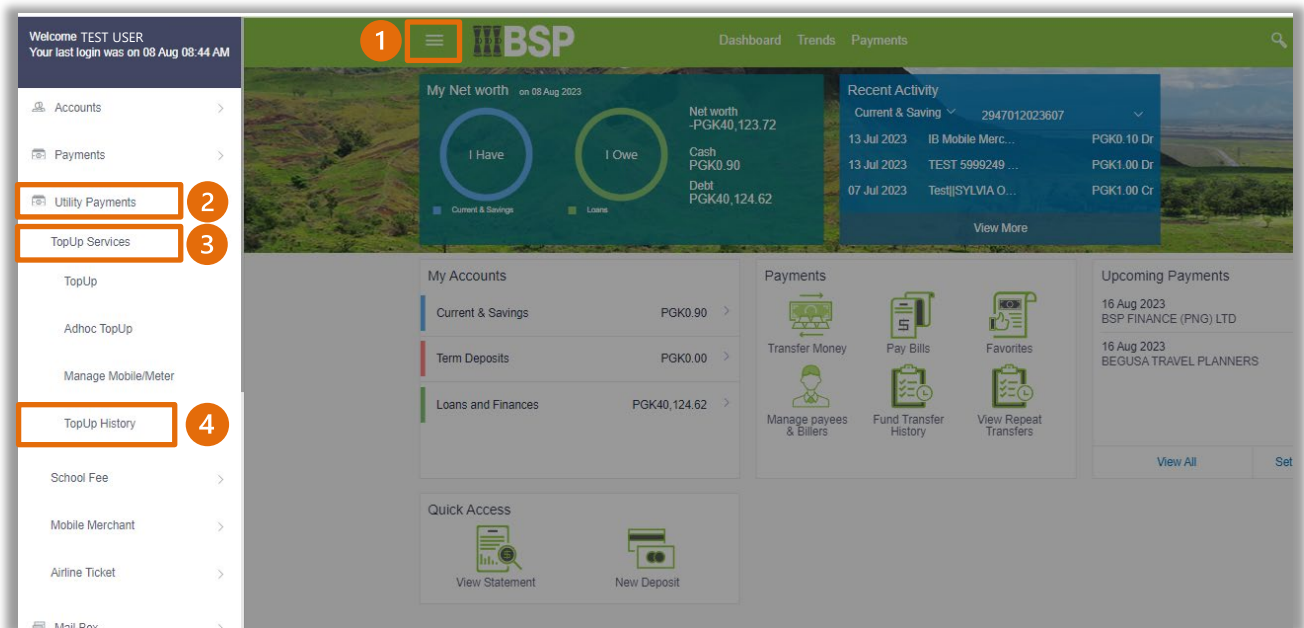 Welcome TEST USER
Your last login was on 08 Aug 08:44 AM
Accounts
Payments
Utility Payments
2
TopUp Services
3
TopUp
Adhoc TopUp
Manage Mobile/Meter
TopUp History
4
School Fee
Mobile Merchant
Airline Ticket
Mail Box
1
BSP
Dashboard Trends Payments
My Net worth on 08 Aug 2023
I Have
I Owe
Current & Savings
Loans
Net worth
-PGK40,123.72
Cash
PGK0.90
Debt
PGK40,124.62
Recent Activity
Current & Saving 2947012023607
13 Jul 2023 IB Mobile Merc... PGK0.10 Dr
13 Jul 2023 TEST 5999249 ... PGK1.00 Dr
07 Jul 2023 Test||SYLVIA O... PGK1.00 Cr
View More
My Accounts
Current & Savings PGK0.90
Term Deposits PGK0.00
Loans and Finances PGK40,124.62
Payments
Transfer Money
Pay Bills
Favorites
Manage payees
& Billers
Fund Transfer
History
View Repeat
Transfers
Upcoming Payments
16 Aug 2023
BSP FINANCE (PNG) LTD
16 Aug 2023
BEGUSA TRAVEL PLANNERS
View All Set
Quick Access
View Statement
New Deposit